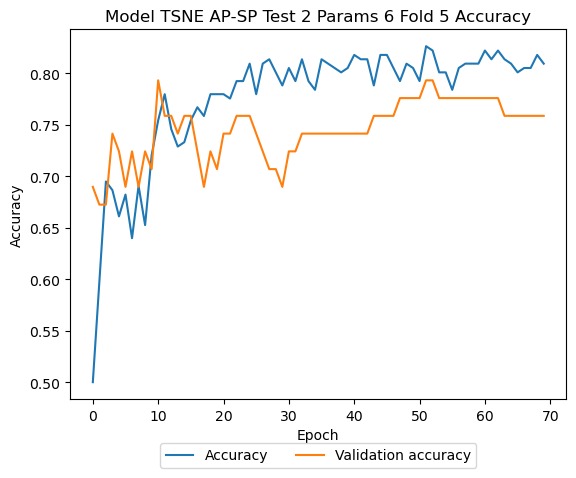 Model TSNE AP-SP Test 2 Params 6 Fold 5 Accuracy
Accuracy
0.80
0.75
0.70
0.65
0.60
0.55
0.50
0 10 20 30 40 50 60 70
Epoch
Accuracy Validation accuracy